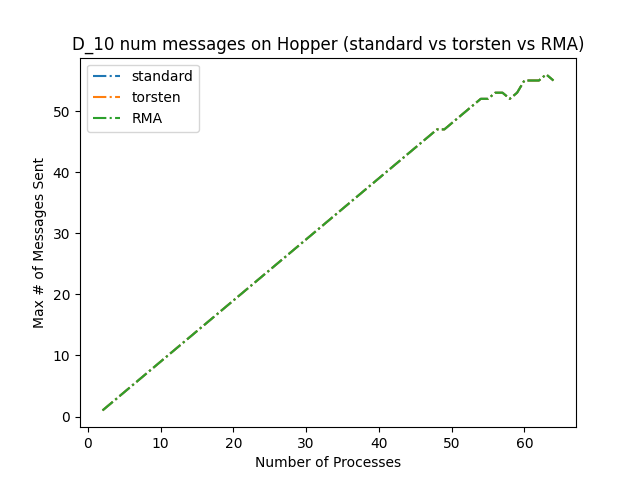 D_10 num messages on Hopper (standard vs torsten vs RMA)
standard
torsten
RMA
Max # of Messages Sent
50
40
30
20
10
0
0 10 20 30 40 50 60
Number of Processes